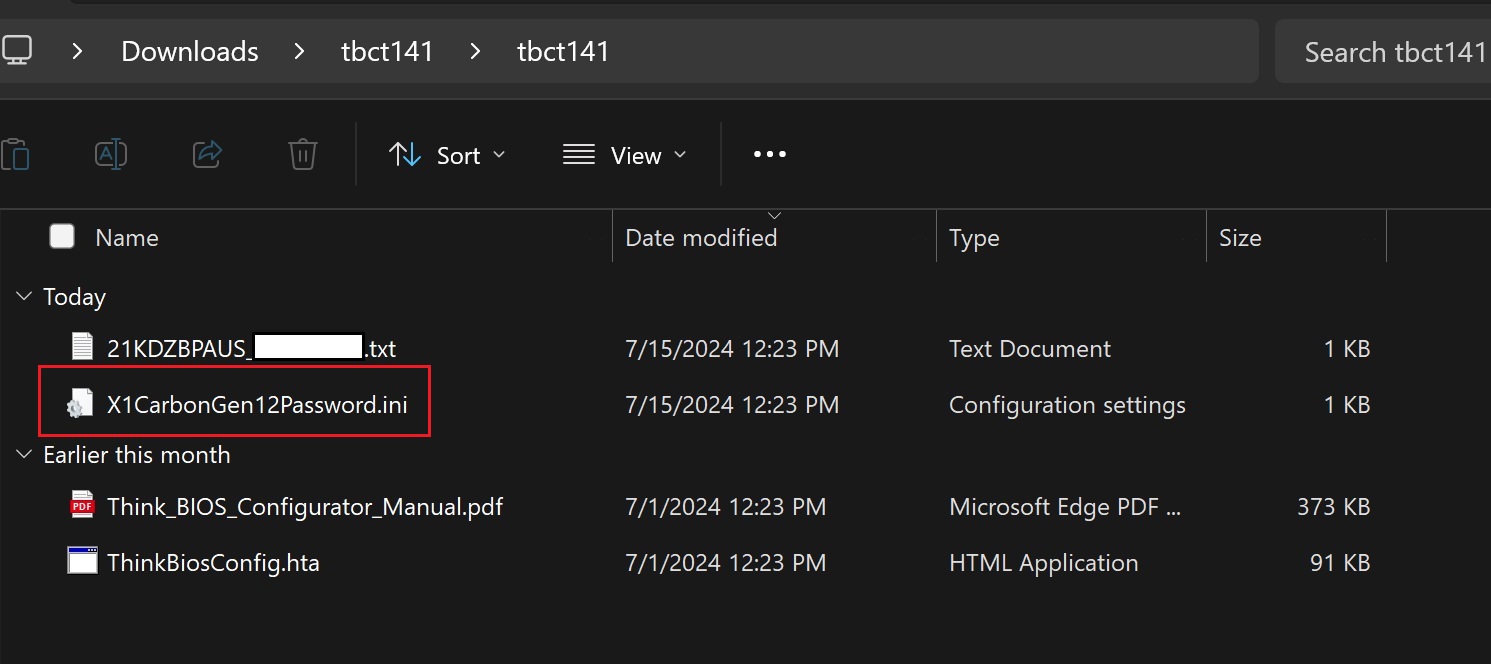 Downloads > tbct141 > tbct141 Search tbct141
Sort View
Name Date modified Type Size
Today
21KDZBPAUS_ .txt 7/15/2024 12:23 PM Text Document 1 KB
X1CarbonGen12Password.ini 7/15/2024 12:23 PM Configuration settings 1 KB
Earlier this month
PDF Think_BIOS_Configurator_Manual.pdf 7/1/2024 12:23 PM Microsoft Edge PDF ... 373 KB
ThinkBiosConfig.hta 7/1/2024 12:23 PM HTML Application 91 KB